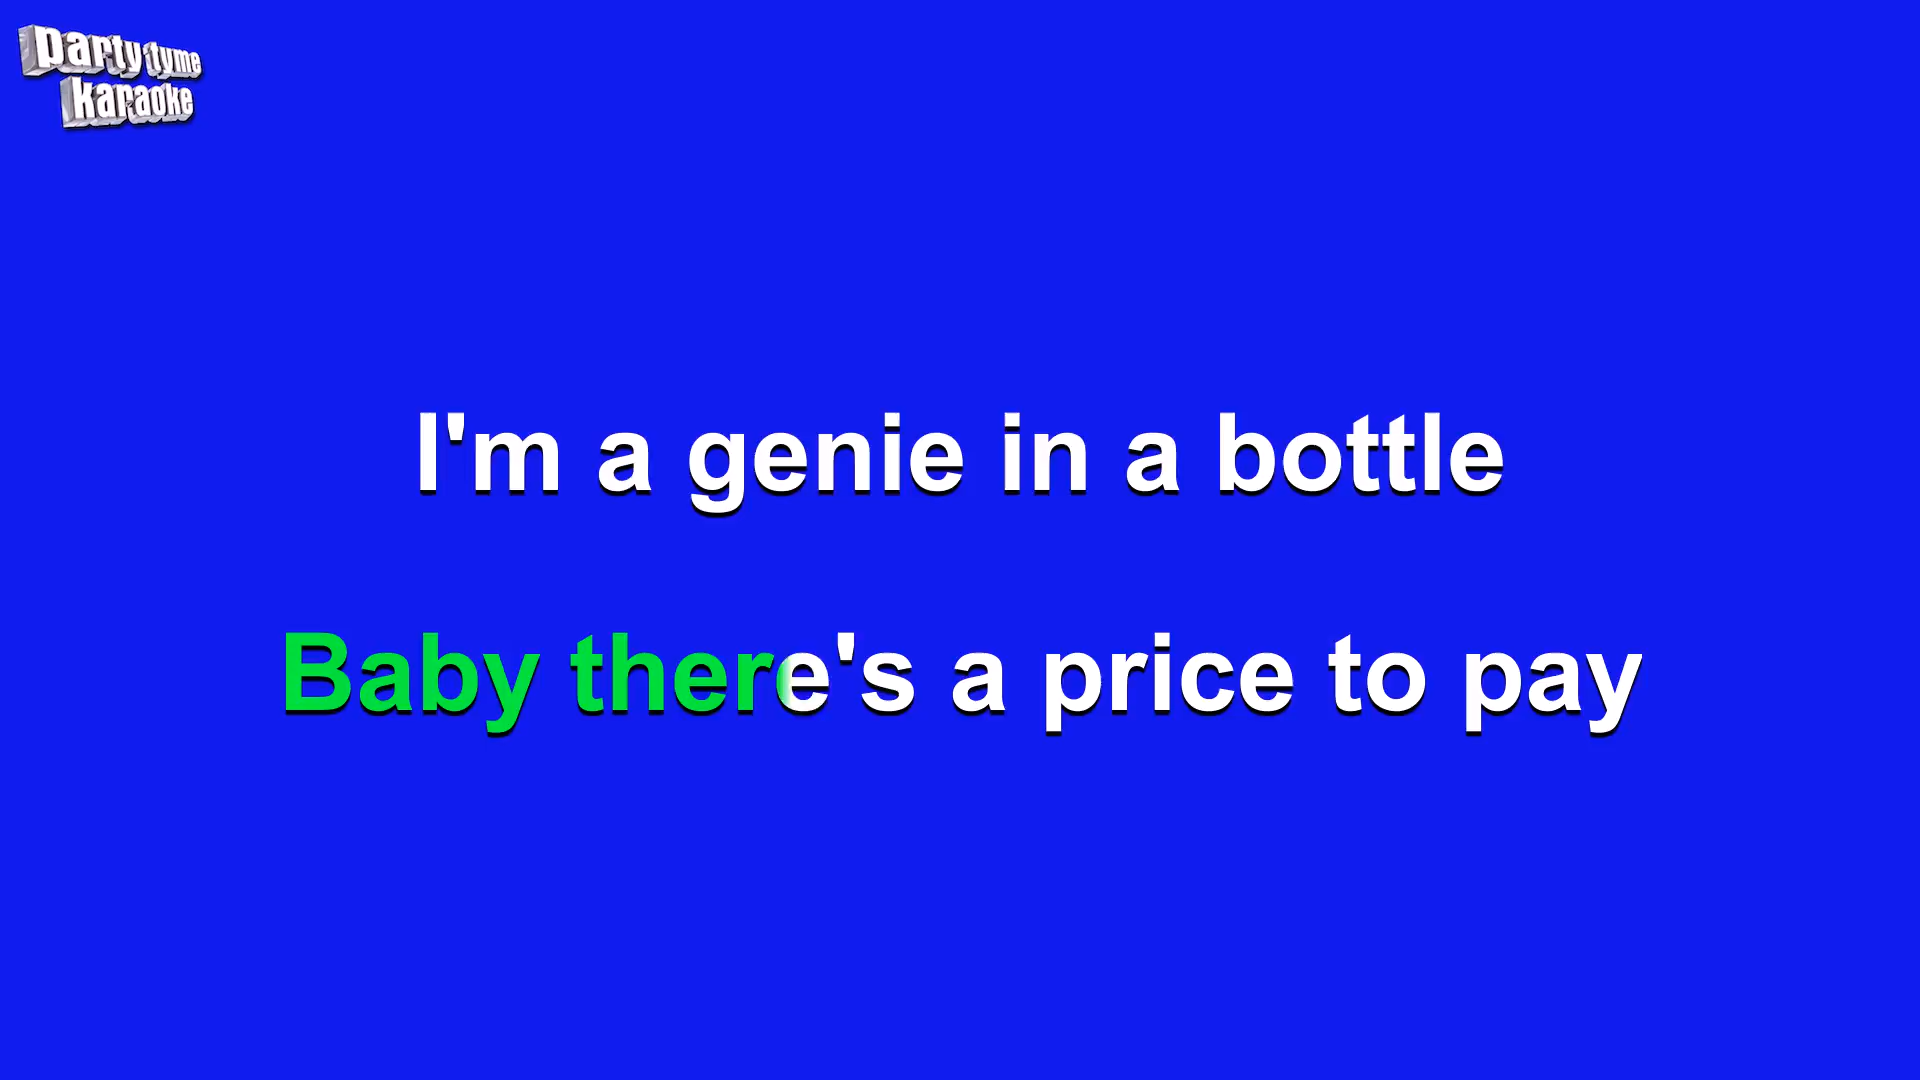 party tyme
karaoke
I'm a genie in a bottle
Baby there's a price to pay